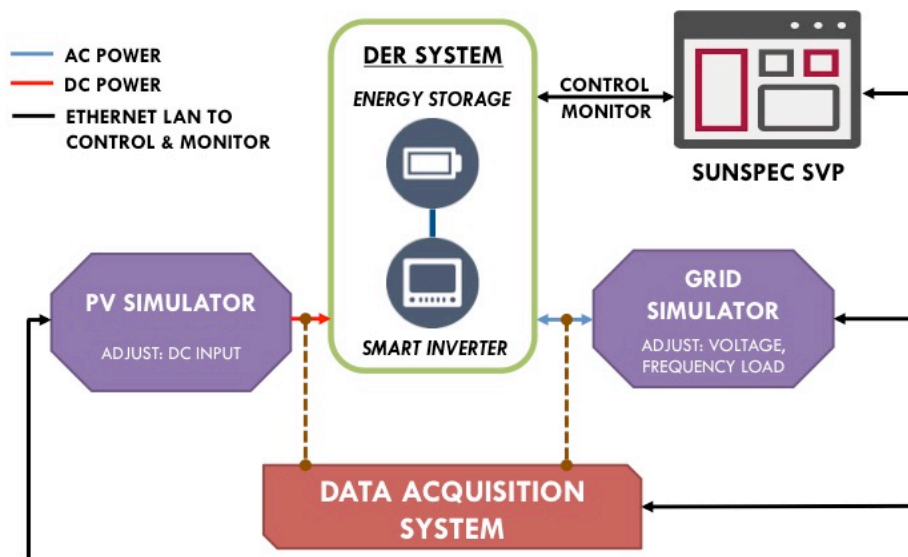 AC POWER
DC POWER
ETHERNET LAN TO
CONTROL & MONITOR
DER SYSTEM
ENERGY STORAGE
SMART INVERTER
CONTROL
MONITOR
SUNSPEC SVP
PV SIMULATOR
ADJUST: DC INPUT
GRID
SIMULATOR
ADJUST: VOLTAGE,
FREQUENCY LOAD
DATA ACQUISITION
SYSTEM